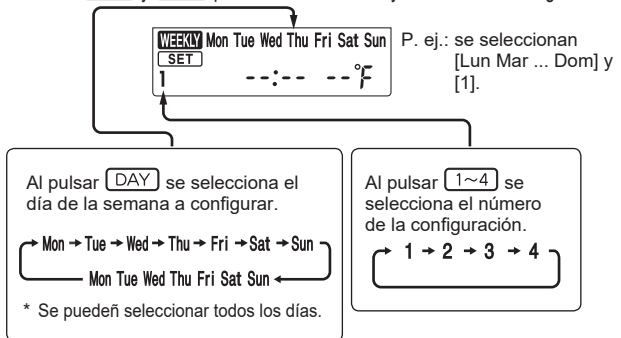 WEEKLY Mon Tue Wed Thu Fri Sat Sun
SET
1 --:-- --°F
P. ej.: se seleccionan
[Lun Mar ... Dom] y
[1].
Al pulsar DAY se selecciona el
día de la semana a configurar.
Mon → Tue → Wed → Thu → Fri → Sat → Sun
Mon Tue Wed Thu Fri Sat Sun
* Se puedeñ seleccionar todos los días.
Al pulsar 1~4 se
selecciona el número
de la configuración.
1 → 2 → 3 → 4